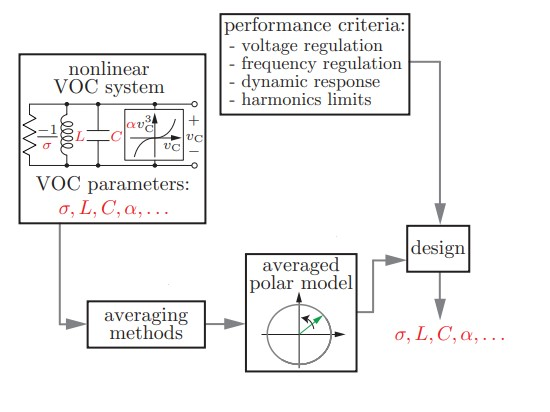 performance criteria:
- voltage regulation
- frequency regulation
- dynamic response
- harmonics limits
nonlinear
VOC system
−1/σ L C αv_C^3 v_C + v_C −
VOC parameters:
σ, L, C, α, ...
design
averaged
polar model
averaging
methods
σ, L, C, α, ...